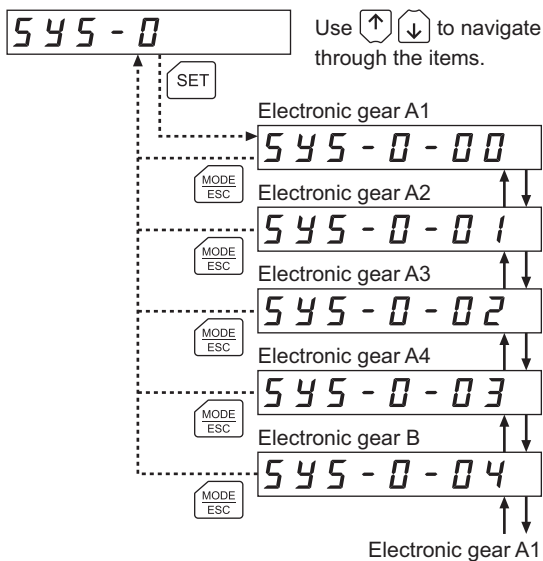 SYS-0
Use ↑ ↓ to navigate
through the items.
SET
Electronic gear A1
SYS-0-00
MODE
ESC
Electronic gear A2
SYS-0-01
MODE
ESC
Electronic gear A3
SYS-0-02
MODE
ESC
Electronic gear A4
SYS-0-03
MODE
ESC
Electronic gear B
SYS-0-04
MODE
ESC
Electronic gear A1